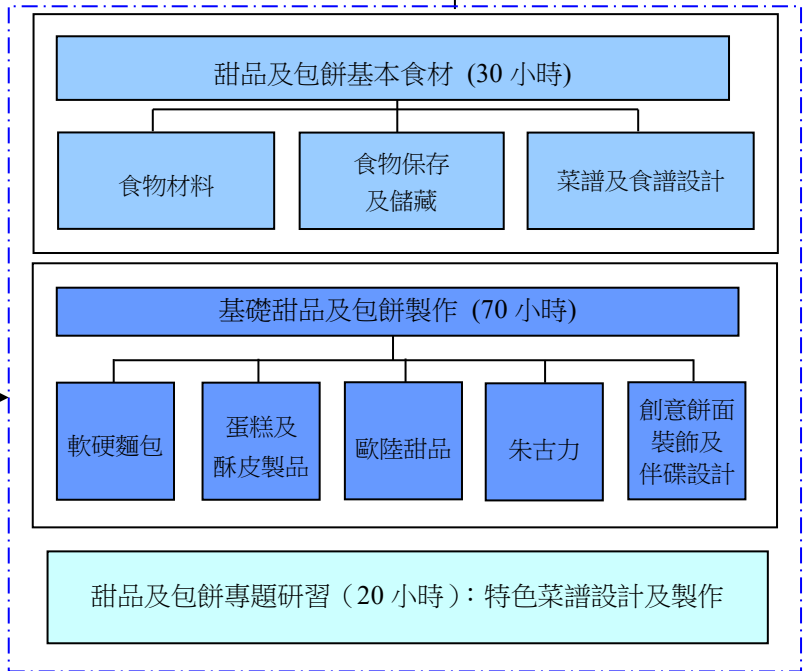 甜品及包餅基本食材 (30 小時)
食物材料
食物保存
及儲藏
菜譜及食譜設計
基礎甜品及包餅製作 (70 小時)
軟硬麵包
蛋糕及
酥皮製品
歐陸甜品
朱古力
創意餅面
裝飾及
伴碟設計
甜品及包餅專題研習（20 小時）：特色菜譜設計及製作